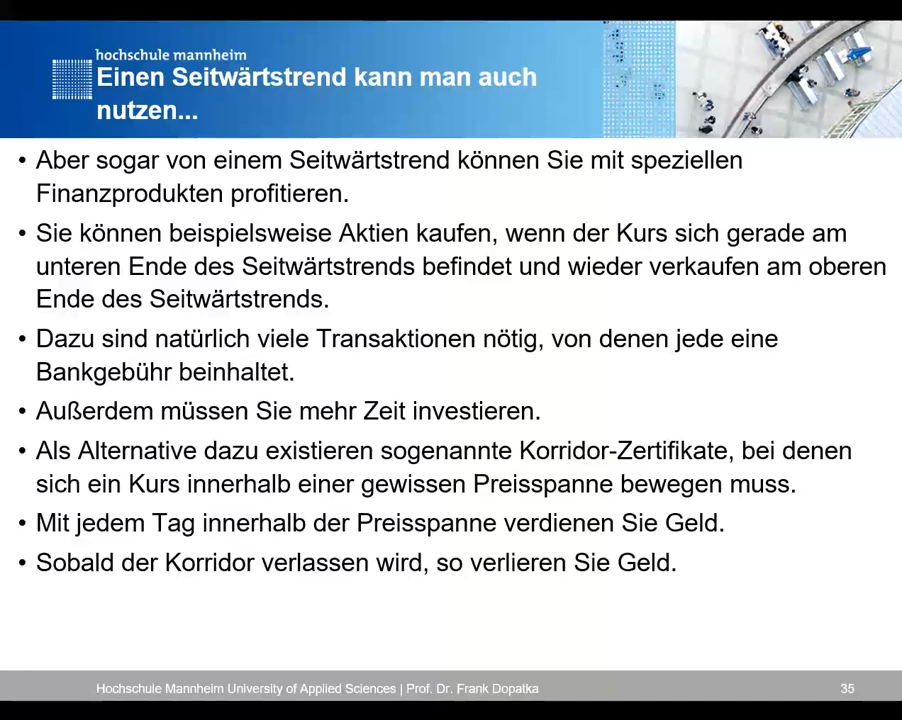 hochschule mannheim
Einen Seitwärtstrend kann man auch
nutzen...
• Aber sogar von einem Seitwärtstrend können Sie mit speziellen
Finanzprodukten profitieren.
• Sie können beispielsweise Aktien kaufen, wenn der Kurs sich gerade am
unteren Ende des Seitwärtstrends befindet und wieder verkaufen am oberen
Ende des Seitwärtstrends.
• Dazu sind natürlich viele Transaktionen nötig, von denen jede eine
Bankgebühr beinhaltet.
• Außerdem müssen Sie mehr Zeit investieren.
• Als Alternative dazu existieren sogenannte Korridor-Zertifikate, bei denen
sich ein Kurs innerhalb einer gewissen Preisspanne bewegen muss.
• Mit jedem Tag innerhalb der Preisspanne verdienen Sie Geld.
• Sobald der Korridor verlassen wird, so verlieren Sie Geld.
Hochschule Mannheim University of Applied Sciences | Prof. Dr. Frank Dopatka
35